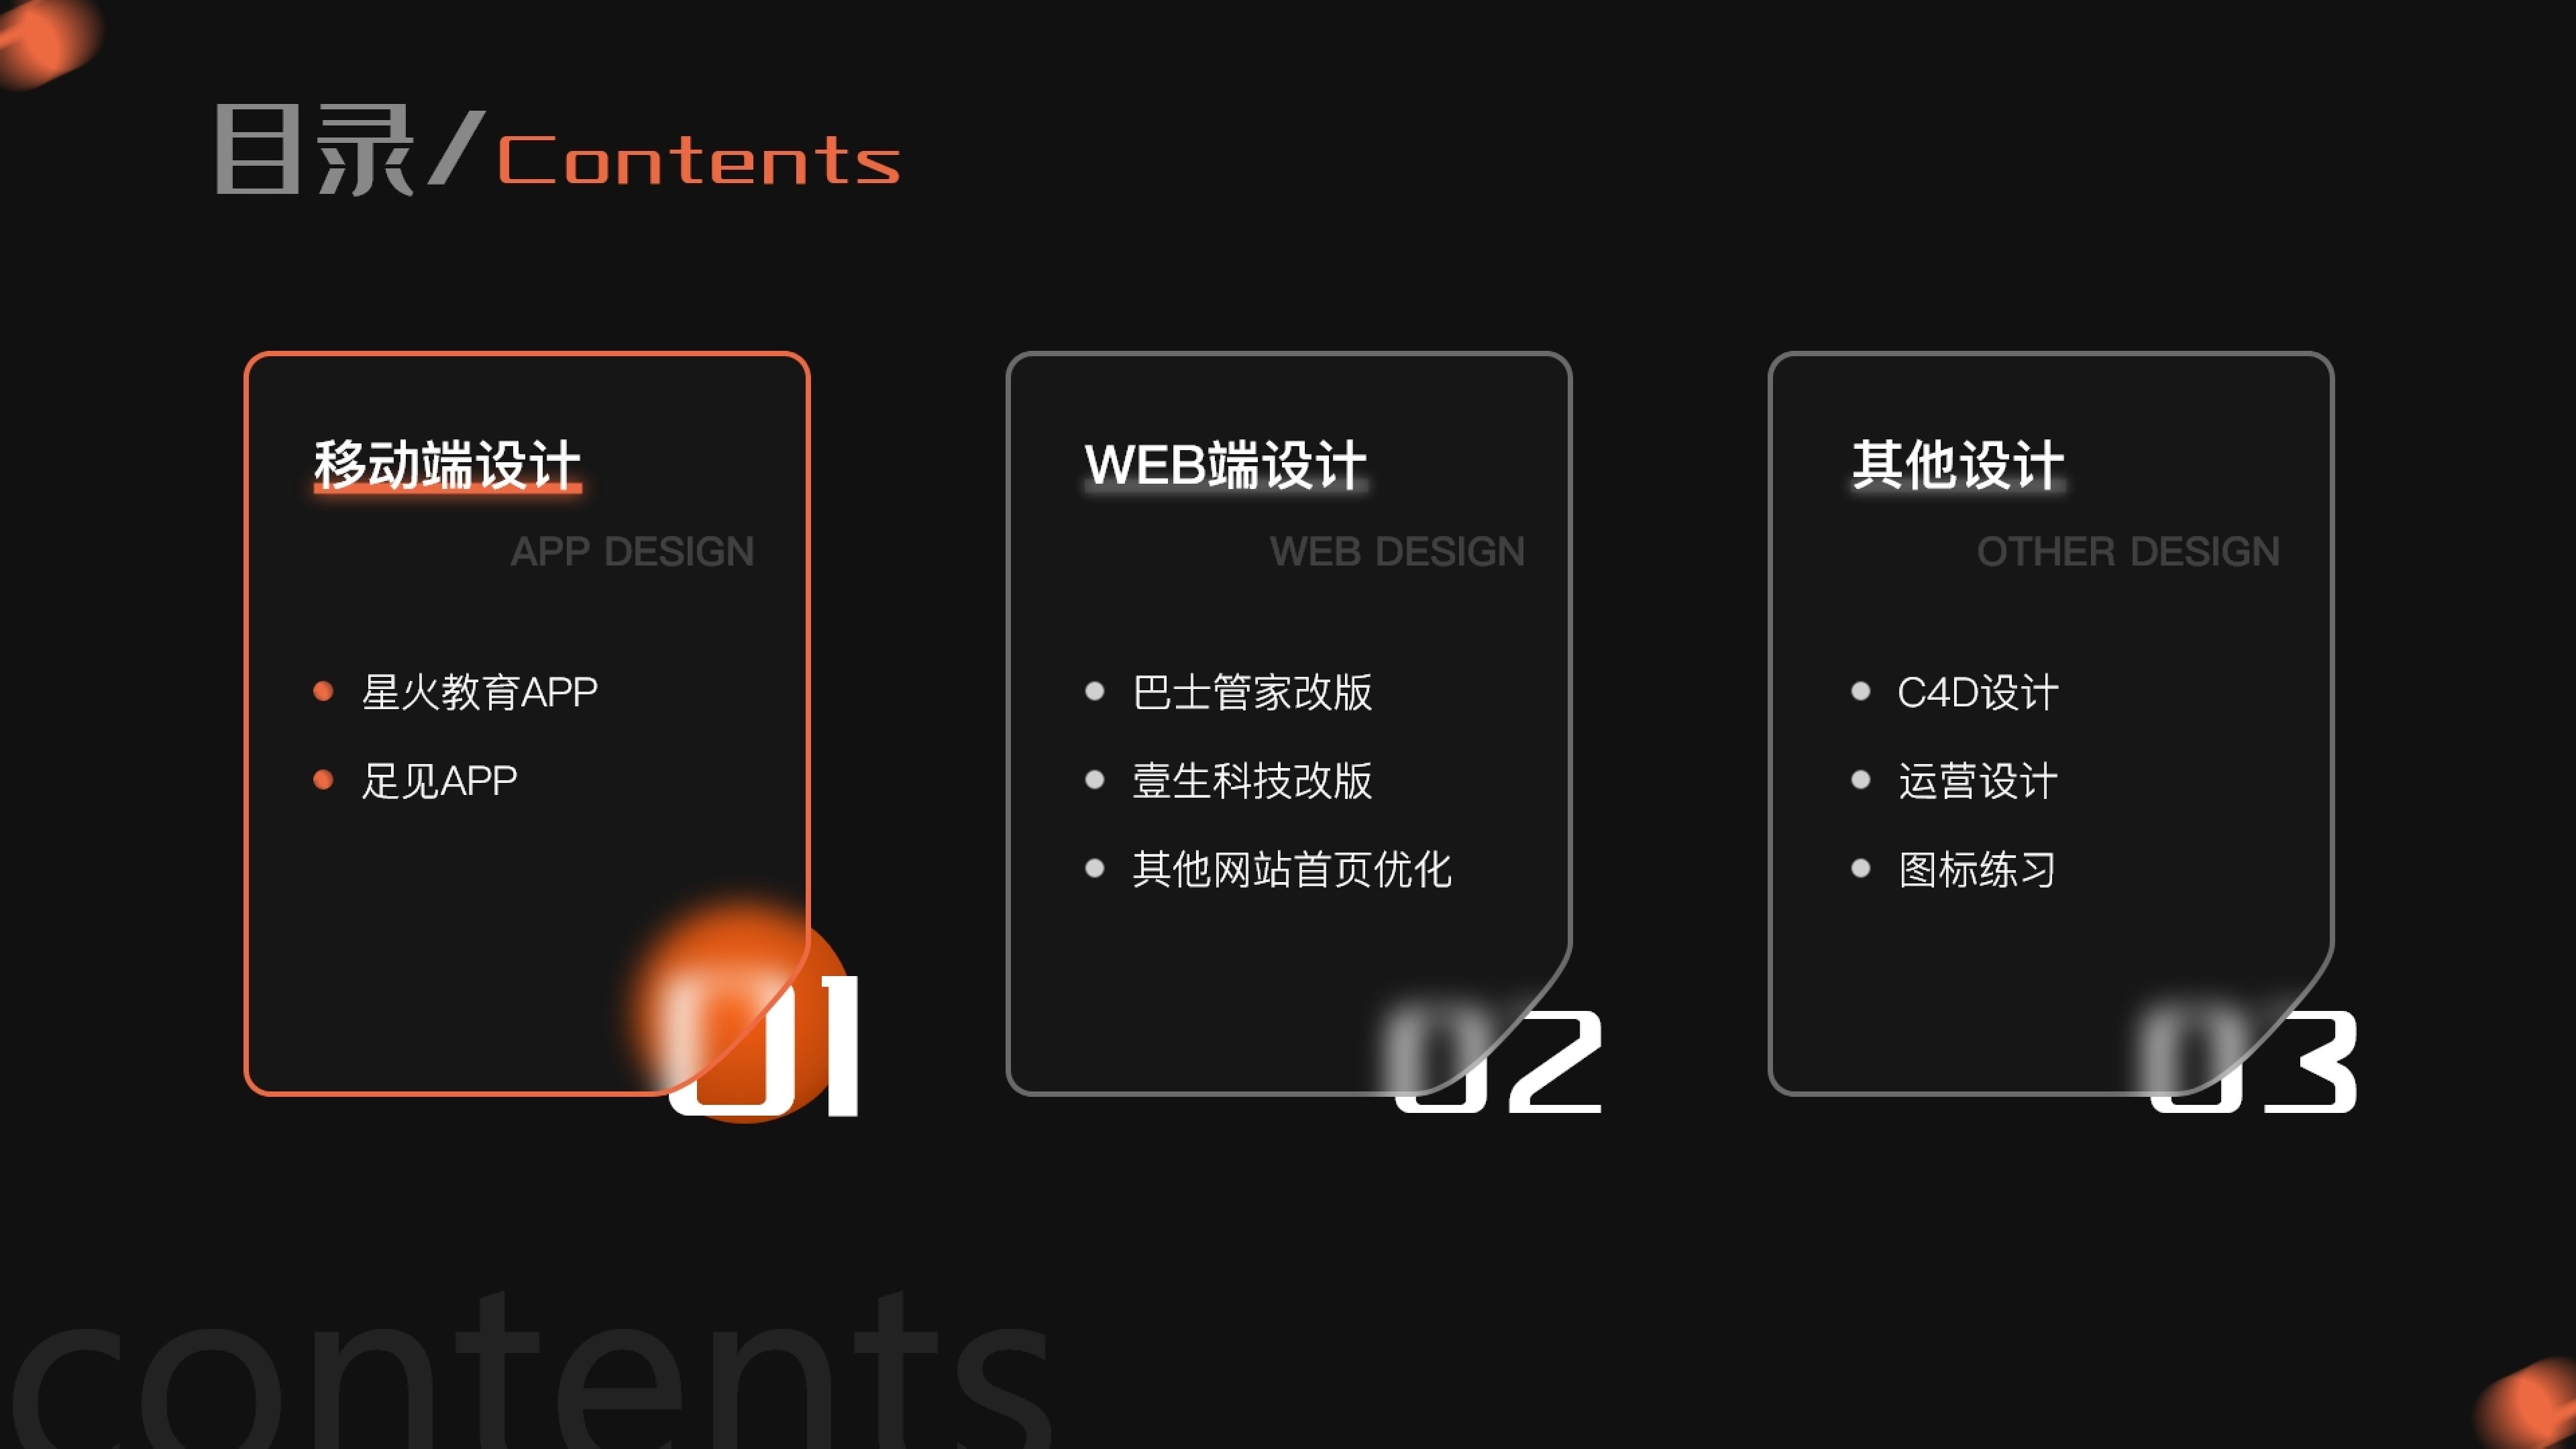 目录/Contents
移动端设计
APP DESIGN
星火教育APP
足见APP
01
WEB端设计
WEB DESIGN
巴士管家改版
壹生科技改版
其他网站首页优化
02
其他设计
OTHER DESIGN
C4D设计
运营设计
图标练习
03
contents